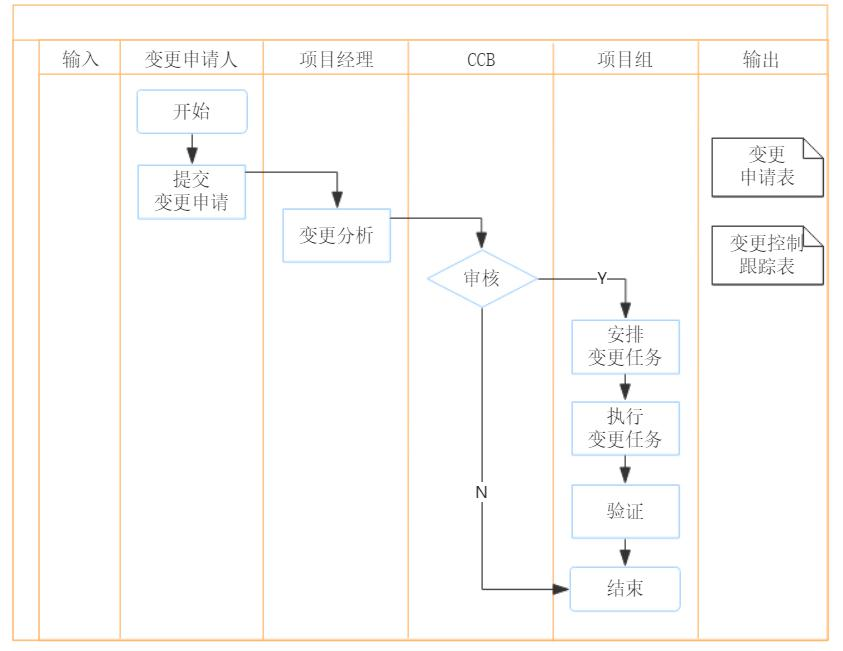 输入
变更申请人
项目经理
CCB
项目组
输出
开始
提交
变更申请
变更分析
审核
Y
安排
变更任务
执行
变更任务
N
验证
结束
变更
申请表
变更控制
跟踪表